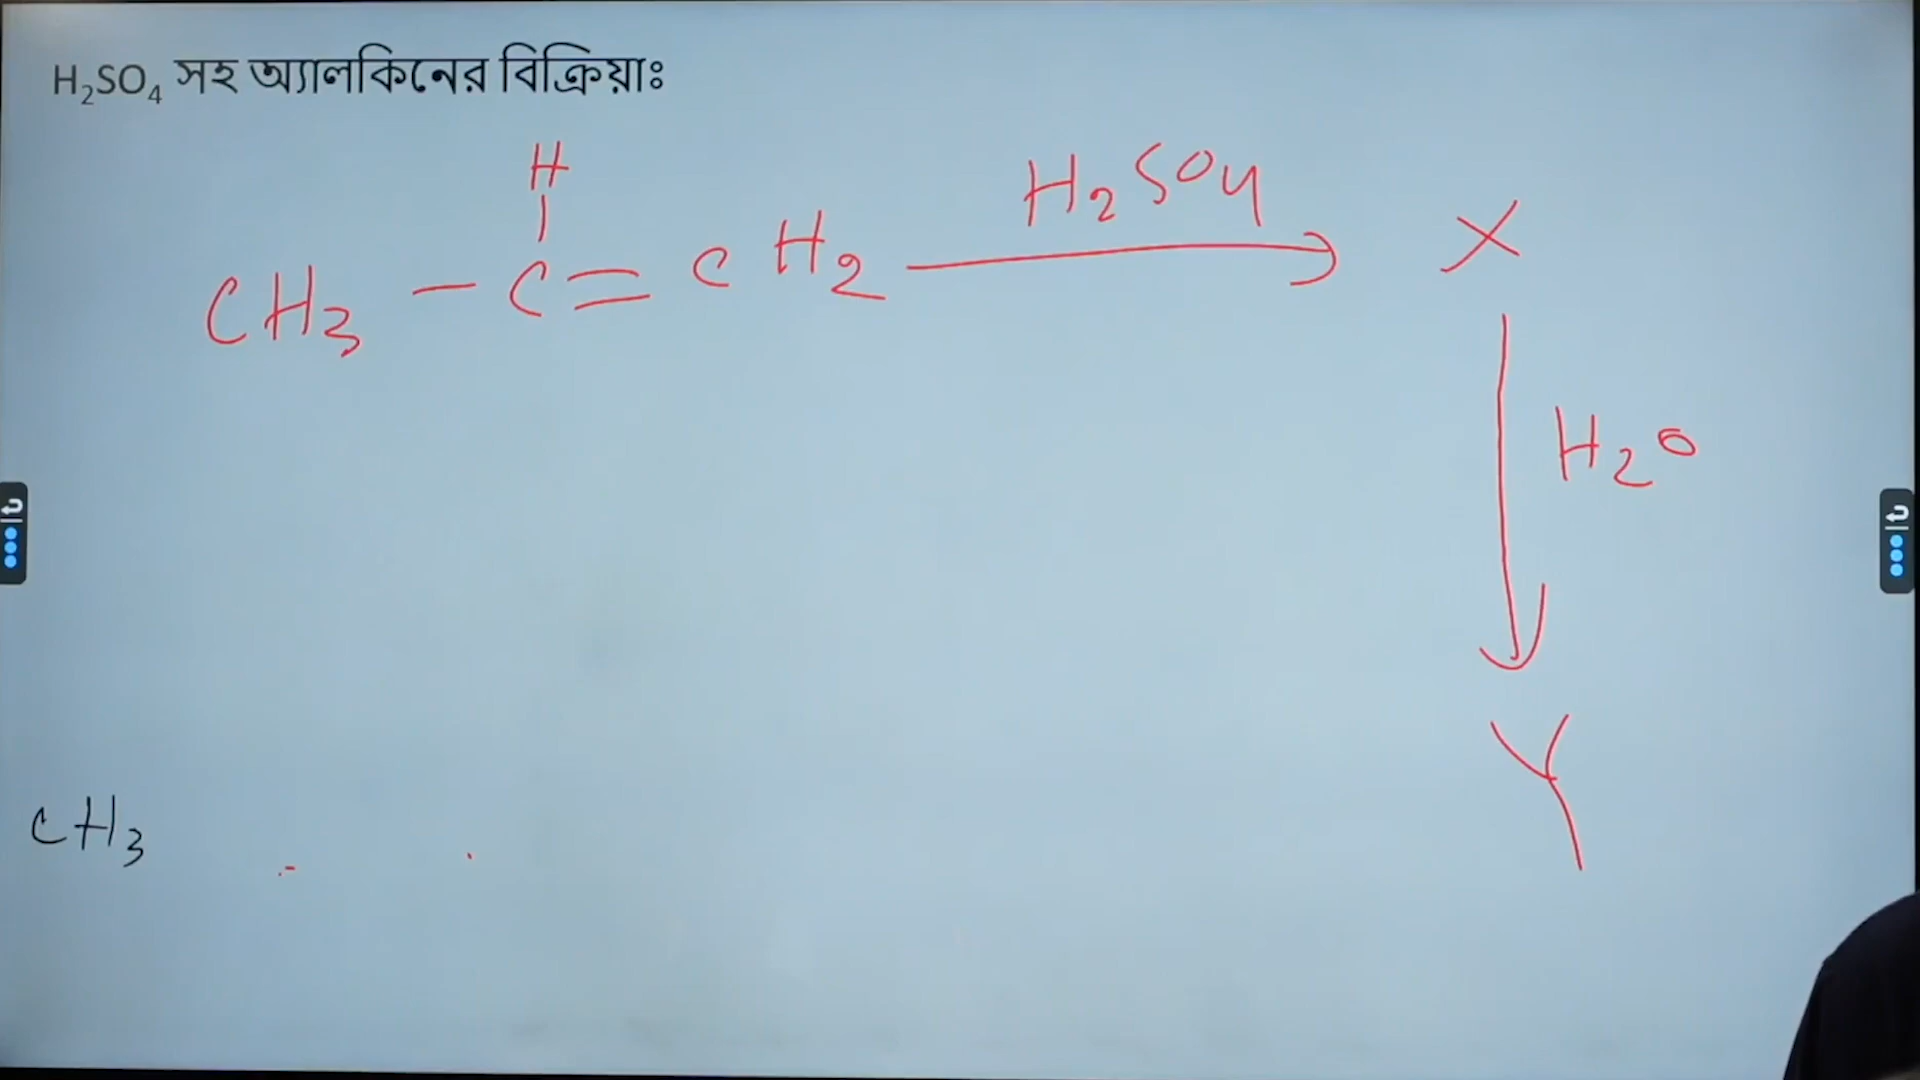 H₂SO₄ সহ অ্যালকিনের বিক্রিয়াঃ
H
|
CH₃ − C = CH₂ —H₂SO₄→ X
↓ H₂O
Y
CH₃